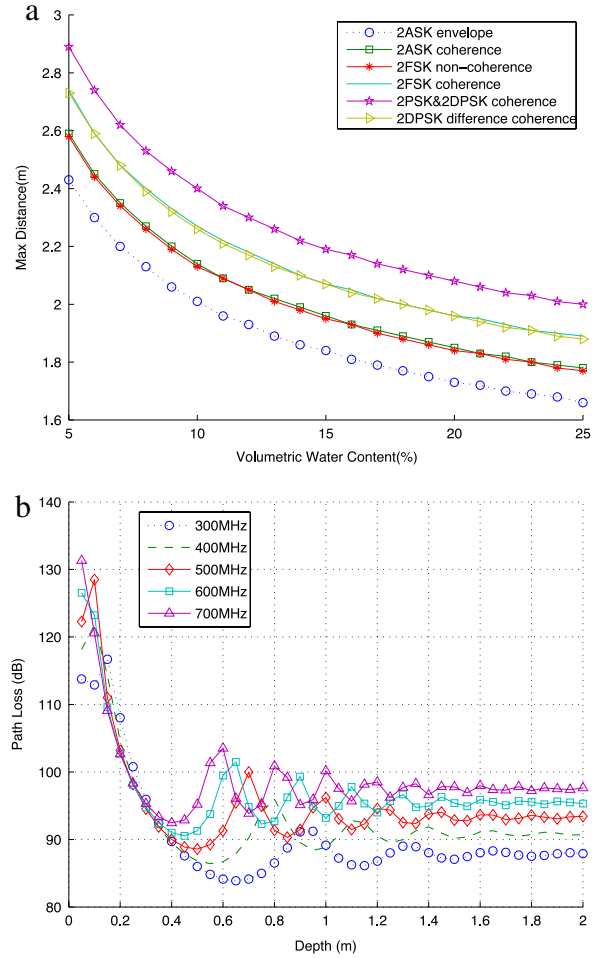 a
3
2.8
2.6
2.4
2.2
2
1.8
1.6
5
10
15
20
25
Max Distance(m)
Volumetric Water Content(%)
2ASK envelope
2ASK coherence
2FSK non−coherence
2FSK coherence
2PSK&2DPSK coherence
2DPSK difference coherence
b
140
130
120
110
100
90
80
0
0.2
0.4
0.6
0.8
1
1.2
1.4
1.6
1.8
2
Path Loss (dB)
Depth (m)
300MHz
400MHz
500MHz
600MHz
700MHz